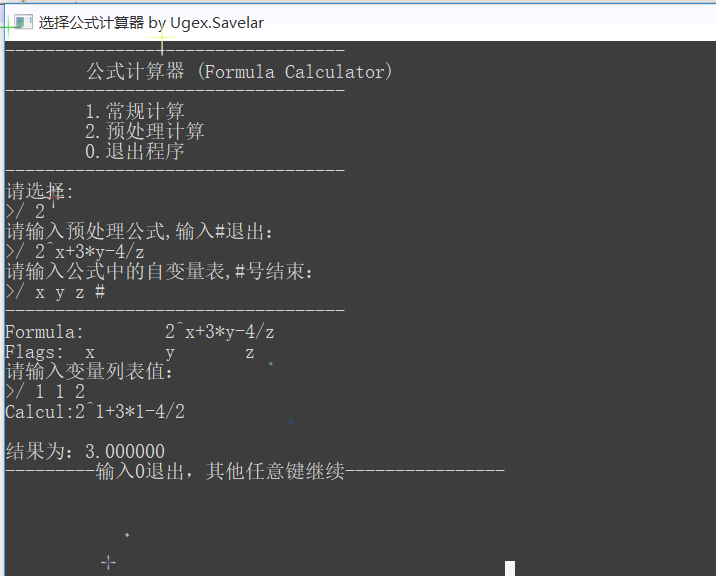 选择公式计算器 by Ugex.Savelar
----------------------------------
公式计算器 (Formula Calculator)
----------------------------------
1.常规计算
2.预处理计算
0.退出程序
----------------------------------
请选择:
>/ 2
请输入预处理公式,输入#退出:
>/ 2^x+3*y-4/z
请输入公式中的自变量表,#号结束:
>/ x y z #
----------------------------------
Formula: 2^x+3*y-4/z
Flags: x y z
请输入变量列表值:
>/ 1 1 2
Calcul:2^1+3*1-4/2
结果为: 3.000000
---------输入0退出, 其他任意键继续----------------